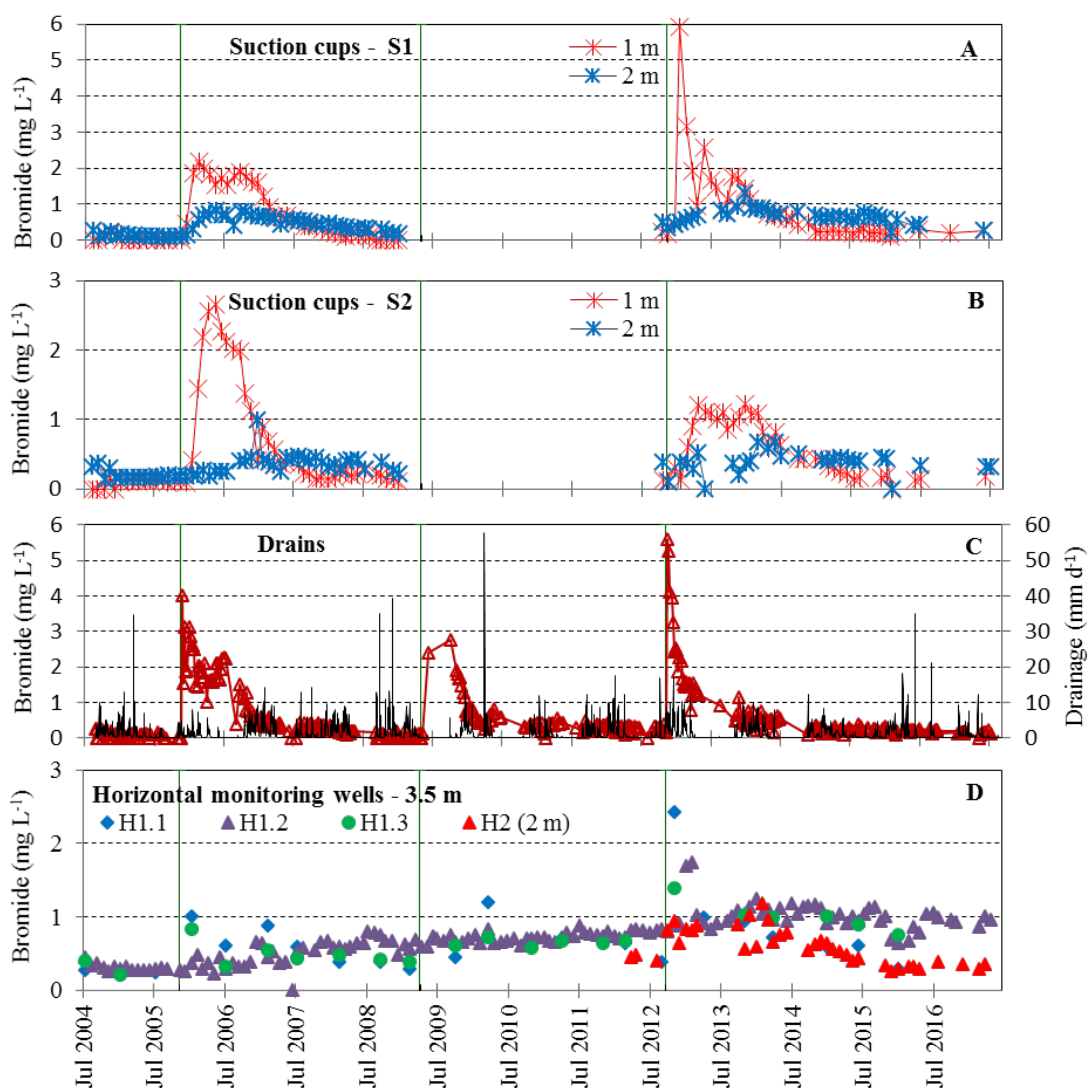 Suction cups - S1
A
1 m
2 m
Bromide (mg L-1)
6
5
4
3
2
1
0
Suction cups - S2
B
1 m
2 m
Bromide (mg L-1)
3
2
1
0
Drains
C
Bromide (mg L-1)
6
5
4
3
2
1
0
60
50
40
30
20
10
0
Drainage (mm d-1)
Horizontal monitoring wells - 3.5 m
D
H1.1
H1.2
H1.3
H2 (2 m)
Bromide (mg L-1)
3
2
1
0
Jul 2004
Jul 2005
Jul 2006
Jul 2007
Jul 2008
Jul 2009
Jul 2010
Jul 2011
Jul 2012
Jul 2013
Jul 2014
Jul 2015
Jul 2016